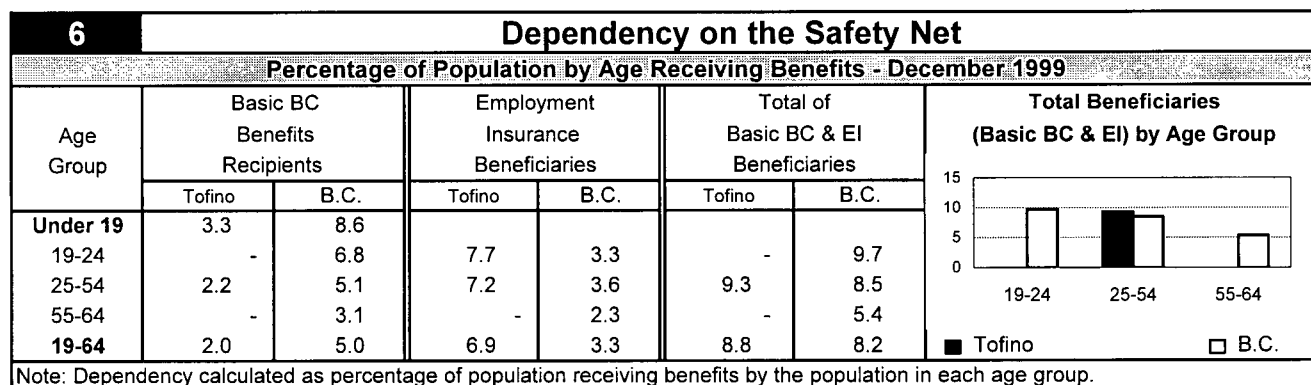 6 Dependency on the Safety Net
Percentage of Population by Age Receiving Benefits - December 1999
Age Group
Basic BC Benefits Recipients
Employment Insurance Beneficiaries
Total of Basic BC & EI Beneficiaries
Tofino B.C. Tofino B.C. Tofino B.C.
Under 19 3.3 8.6
19-24 - 6.8 7.7 3.3 - 9.7
25-54 2.2 5.1 7.2 3.6 9.3 8.5
55-64 - 3.1 - 2.3 - 5.4
19-64 2.0 5.0 6.9 3.3 8.8 8.2
Total Beneficiaries
(Basic BC & EI) by Age Group
15
10
5
0
19-24 25-54 55-64
Tofino B.C.
Note: Dependency calculated as percentage of population receiving benefits by the population in each age group.